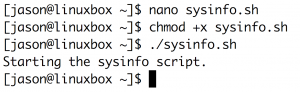 [jason@linuxbox ~]$ nano sysinfo.sh
[jason@linuxbox ~]$ chmod +x sysinfo.sh
[jason@linuxbox ~]$ ./sysinfo.sh
Starting the sysinfo script.
[jason@linuxbox ~]$